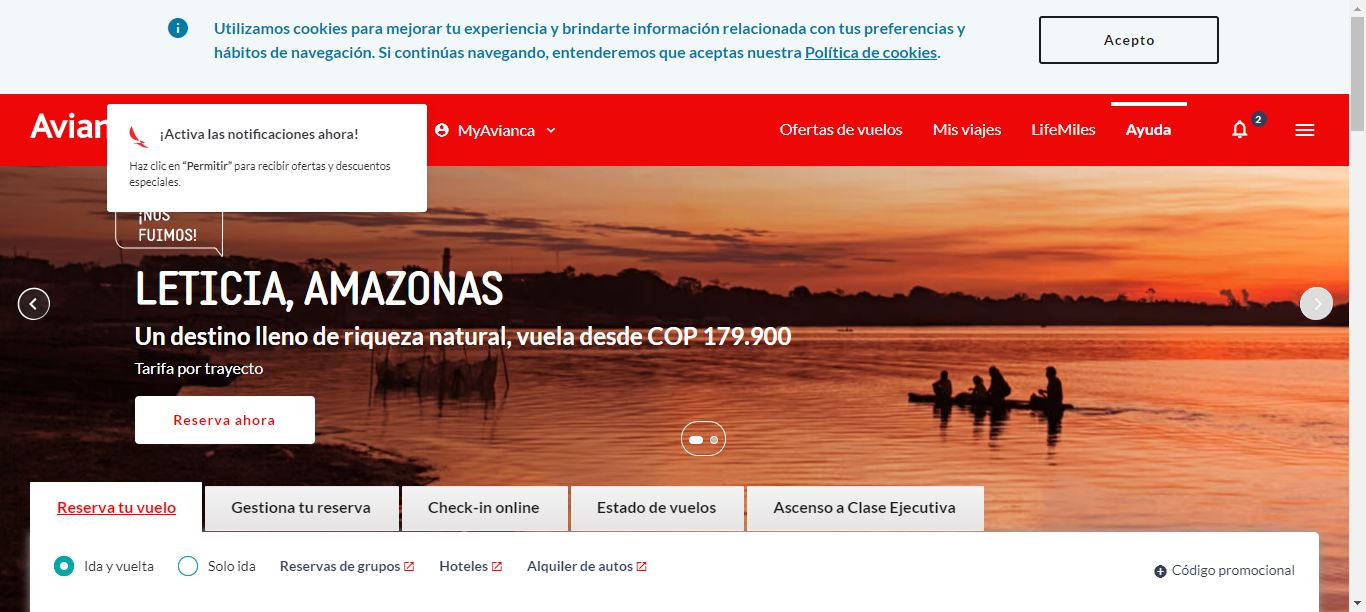 Utilizamos cookies para mejorar tu experiencia y brindarte información relacionada con tus preferencias y
hábitos de navegación. Si continúas navegando, entenderemos que aceptas nuestra Política de cookies.
Acepto
Avian
¡Activa las notificaciones ahora!
Haz clic en “Permitir” para recibir ofertas y descuentos
especiales.
MyAvianca
Ofertas de vuelos
Mis viajes
LifeMiles
Ayuda
2
¡NOS
FUIMOS!
LETICIA, AMAZONAS
Un destino lleno de riqueza natural, vuela desde COP 179.900
Tarifa por trayecto
Reserva ahora
Reserva tu vuelo
Gestiona tu reserva
Check-in online
Estado de vuelos
Ascenso a Clase Ejecutiva
Ida y vuelta
Solo ida
Reservas de grupos
Hoteles
Alquiler de autos
Código promocional